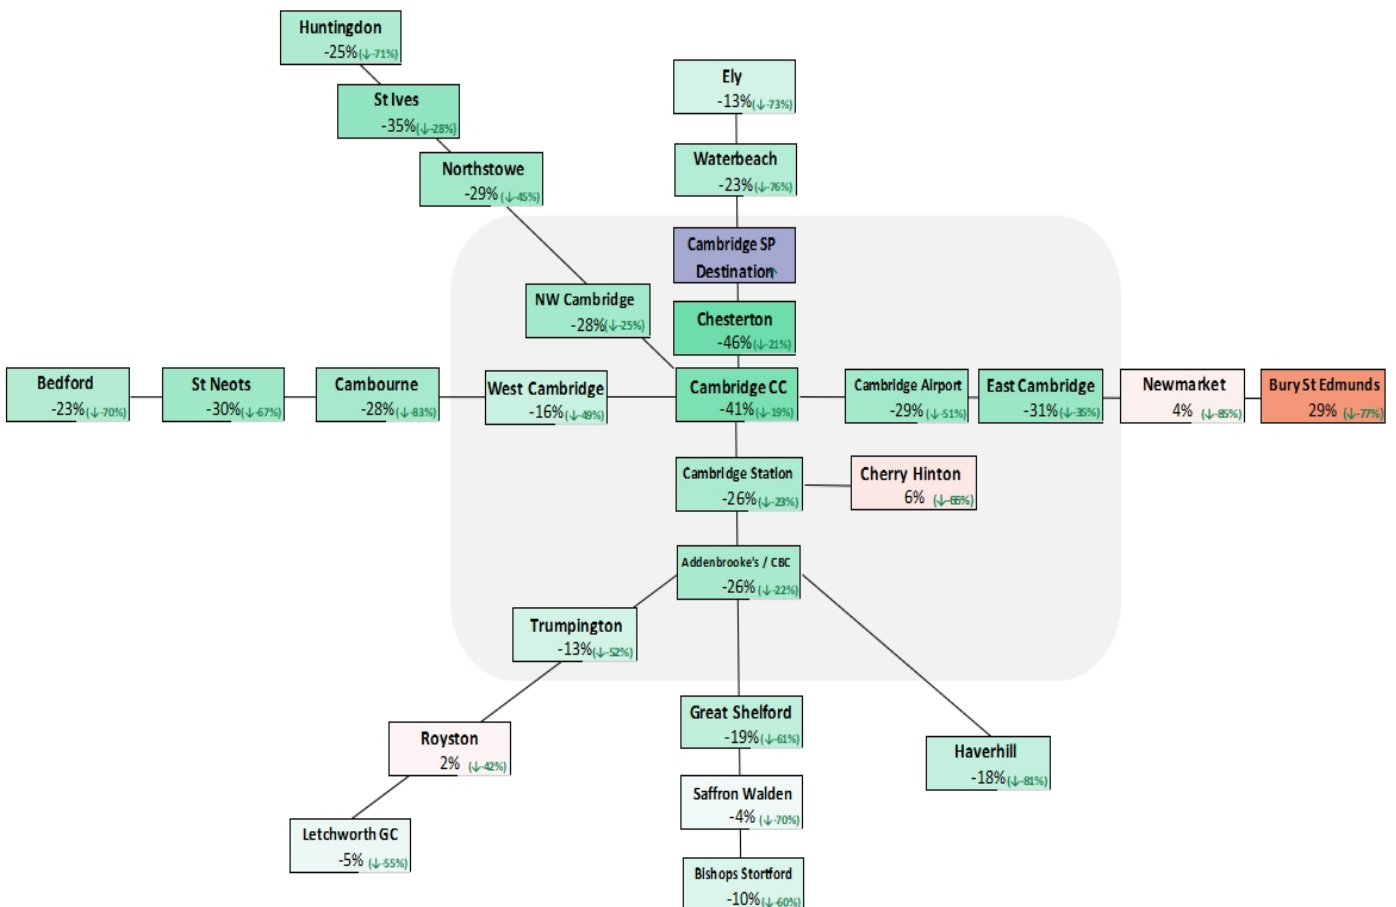 Huntingdon
-25%(↓-71%)
St Ives
-35%(↓-28%)
Northstowe
-29%(↓-45%)
Ely
-13%(↓-73%)
Waterbeach
-23%(↓-76%)
Cambridge SP
Destination
NW Cambridge
-28%(↓-25%)
Chesterton
-46%(↓-21%)
Bedford
-23%(↓-70%)
St Neots
-30%(↓-67%)
Cambourne
-28%(↓-83%)
West Cambridge
-16%(↓-49%)
Cambridge CC
-41%(↓-19%)
Cambridge Airport
-29%(↓-51%)
East Cambridge
-31%(↓-35%)
Newmarket
4% (↓-85%)
Bury St Edmunds
29% (↓-77%)
Cambridge Station
-26%(↓-23%)
Cherry Hinton
6% (↓-66%)
Addenbrooke's / CBC
-26%(↓-22%)
Trumpington
-13%(↓-52%)
Royston
2% (↓-42%)
Letchworth GC
-5% (↓-55%)
Great Shelford
-19%(↓-61%)
Saffron Walden
-4% (↓-70%)
Bishops Stortford
-10%(↓-60%)
Haverhill
-18%(↓-81%)